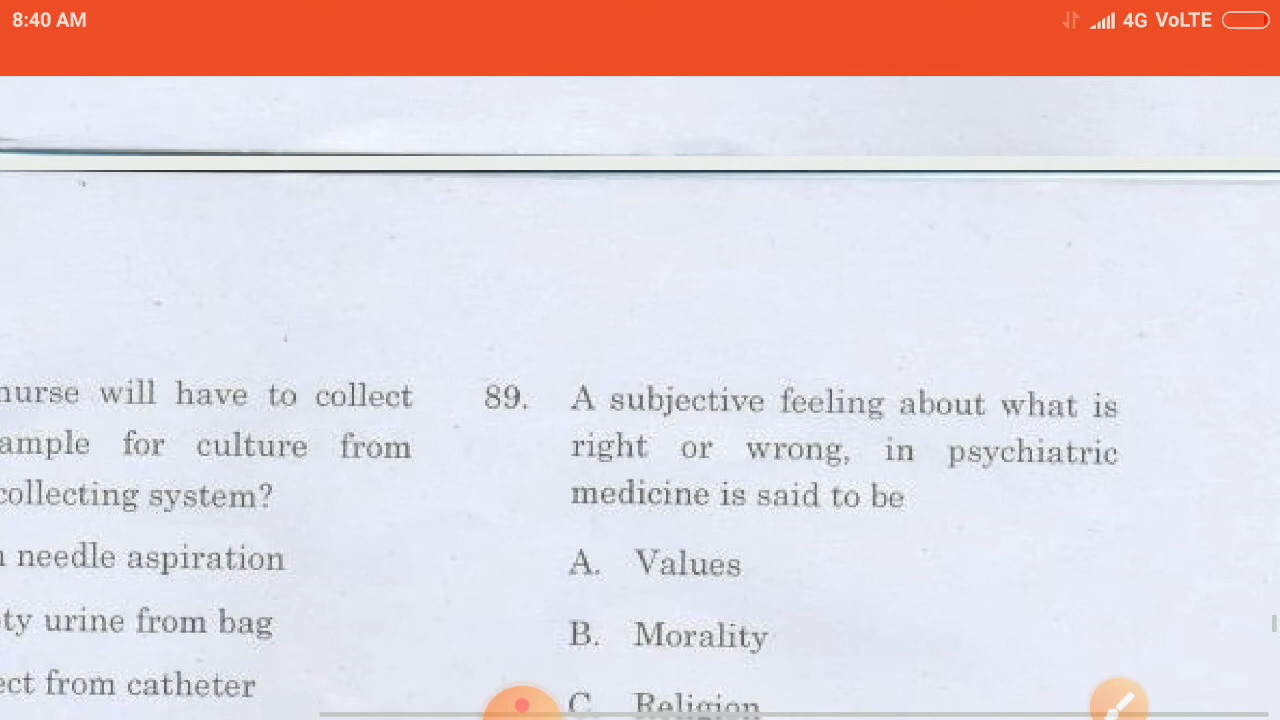 8:40 AM
4G VoLTE
nurse will have to collect
ample for culture from
collecting system?
needle aspiration
ty urine from bag
ect from catheter
89. A subjective feeling about what is
right or wrong, in psychiatric
medicine is said to be
A. Values
B. Morality
C Religion